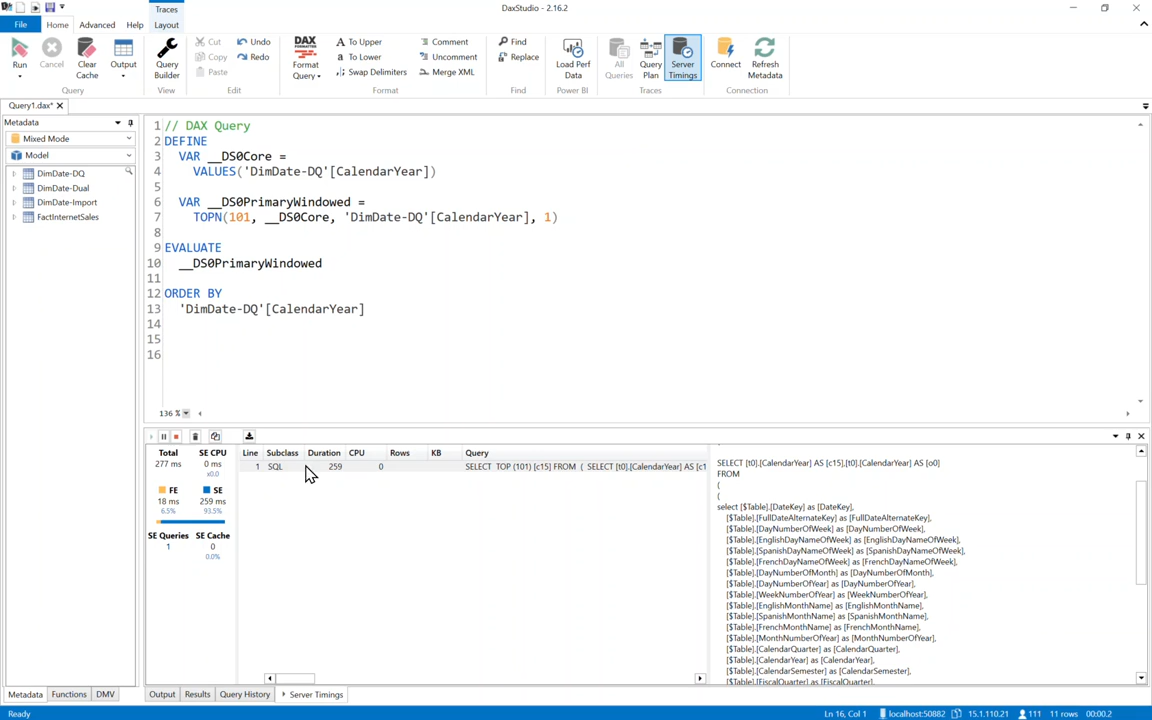 Traces
DaxStudio - 2.16.2
File Home Advanced Help Layout
Run
Cancel
Clear Cache
Output
Query
Query Builder
View
Cut
Copy
Paste
Undo
Redo
Edit
DAX FORMATTER
Format Query
To Upper
To Lower
Swap Delimiters
Comment
Uncomment
Merge XML
Format
Find
Replace
Find
Load Perf Data
Power BI
All Queries
Query Plan
Server Timings
Traces
Connect
Refresh Metadata
Connection
Query1.dax*
Metadata
Mixed Mode
Model
DimDate-DQ
DimDate-Dual
DimDate-Import
FactInternetSales
1 // DAX Query
2 DEFINE
3 VAR __DS0Core =
4 VALUES('DimDate-DQ'[CalendarYear])
5
6 VAR __DS0PrimaryWindowed =
7 TOPN(101, __DS0Core, 'DimDate-DQ'[CalendarYear], 1)
8
9 EVALUATE
10 __DS0PrimaryWindowed
11
12 ORDER BY
13 'DimDate-DQ'[CalendarYear]
14
15
16
136 %
Total SE CPU
277 ms 0 ms
x0.0
FE SE
18 ms 259 ms
6.5% 93.5%
SE Queries SE Cache
1 0
0.0%
Line Subclass Duration CPU Rows KB Query
1 SQL 259 0 SELECT TOP (101) [c15] FROM ( SELECT [t0].[CalendarYear] AS [c1
SELECT [t0].[CalendarYear] AS [c15],[t0].[CalendarYear] AS [o0]
FROM
(
(
select [$Table].[DateKey] as [DateKey],
[$Table].[FullDateAlternateKey] as [FullDateAlternateKey],
[$Table].[DayNumberOfWeek] as [DayNumberOfWeek],
[$Table].[EnglishDayNameOfWeek] as [EnglishDayNameOfWeek],
[$Table].[SpanishDayNameOfWeek] as [SpanishDayNameOfWeek],
[$Table].[FrenchDayNameOfWeek] as [FrenchDayNameOfWeek],
[$Table].[DayNumberOfMonth] as [DayNumberOfMonth],
[$Table].[DayNumberOfYear] as [DayNumberOfYear],
[$Table].[WeekNumberOfYear] as [WeekNumberOfYear],
[$Table].[EnglishMonthName] as [EnglishMonthName],
[$Table].[SpanishMonthName] as [SpanishMonthName],
[$Table].[FrenchMonthName] as [FrenchMonthName],
[$Table].[MonthNumberOfYear] as [MonthNumberOfYear],
[$Table].[CalendarQuarter] as [CalendarQuarter],
[$Table].[CalendarYear] as [CalendarYear],
[$Table].[CalendarSemester] as [CalendarSemester],
[$Table].[FiscalQuarter] as [FiscalQuarter],
Metadata Functions DMV
Output Results Query History Server Timings
Ready
Ln 16, Col 1 localhost:50882 15.1.110.21 111 11 rows 00:00.2